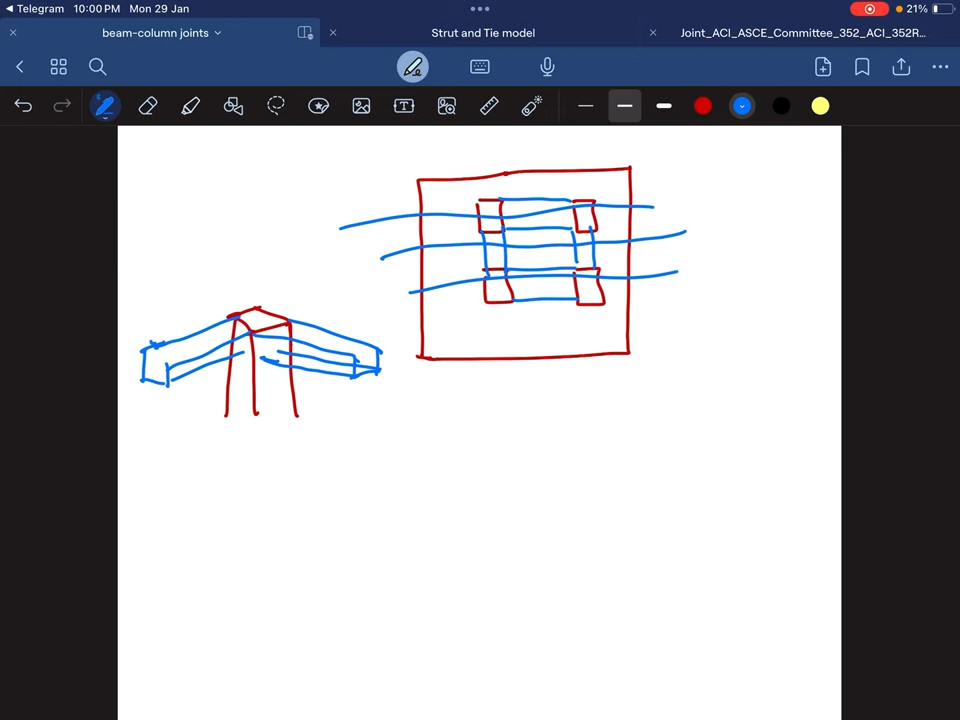 Telegram 10:00 PM Mon 29 Jan 21%
beam-column joints Strut and Tie model Joint_ACI_ASCE_Committee_352_ACI_352R...
T